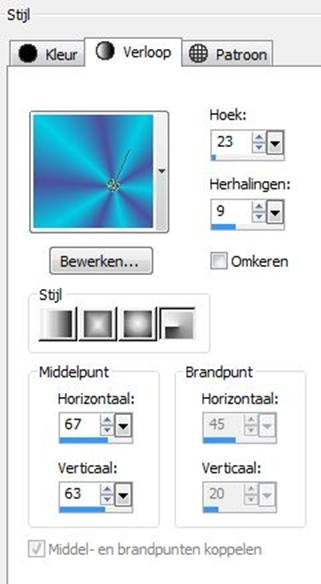 Stijl
Kleur Verloop Patroon
Hoek:
23
Herhalingen:
9
Bewerken...
Omkeren
Stijl
Middelpunt
Horizontaal:
67
Verticaal:
63
Brandpunt
Horizontaal:
45
Verticaal:
20
Middel- en brandpunten koppelen